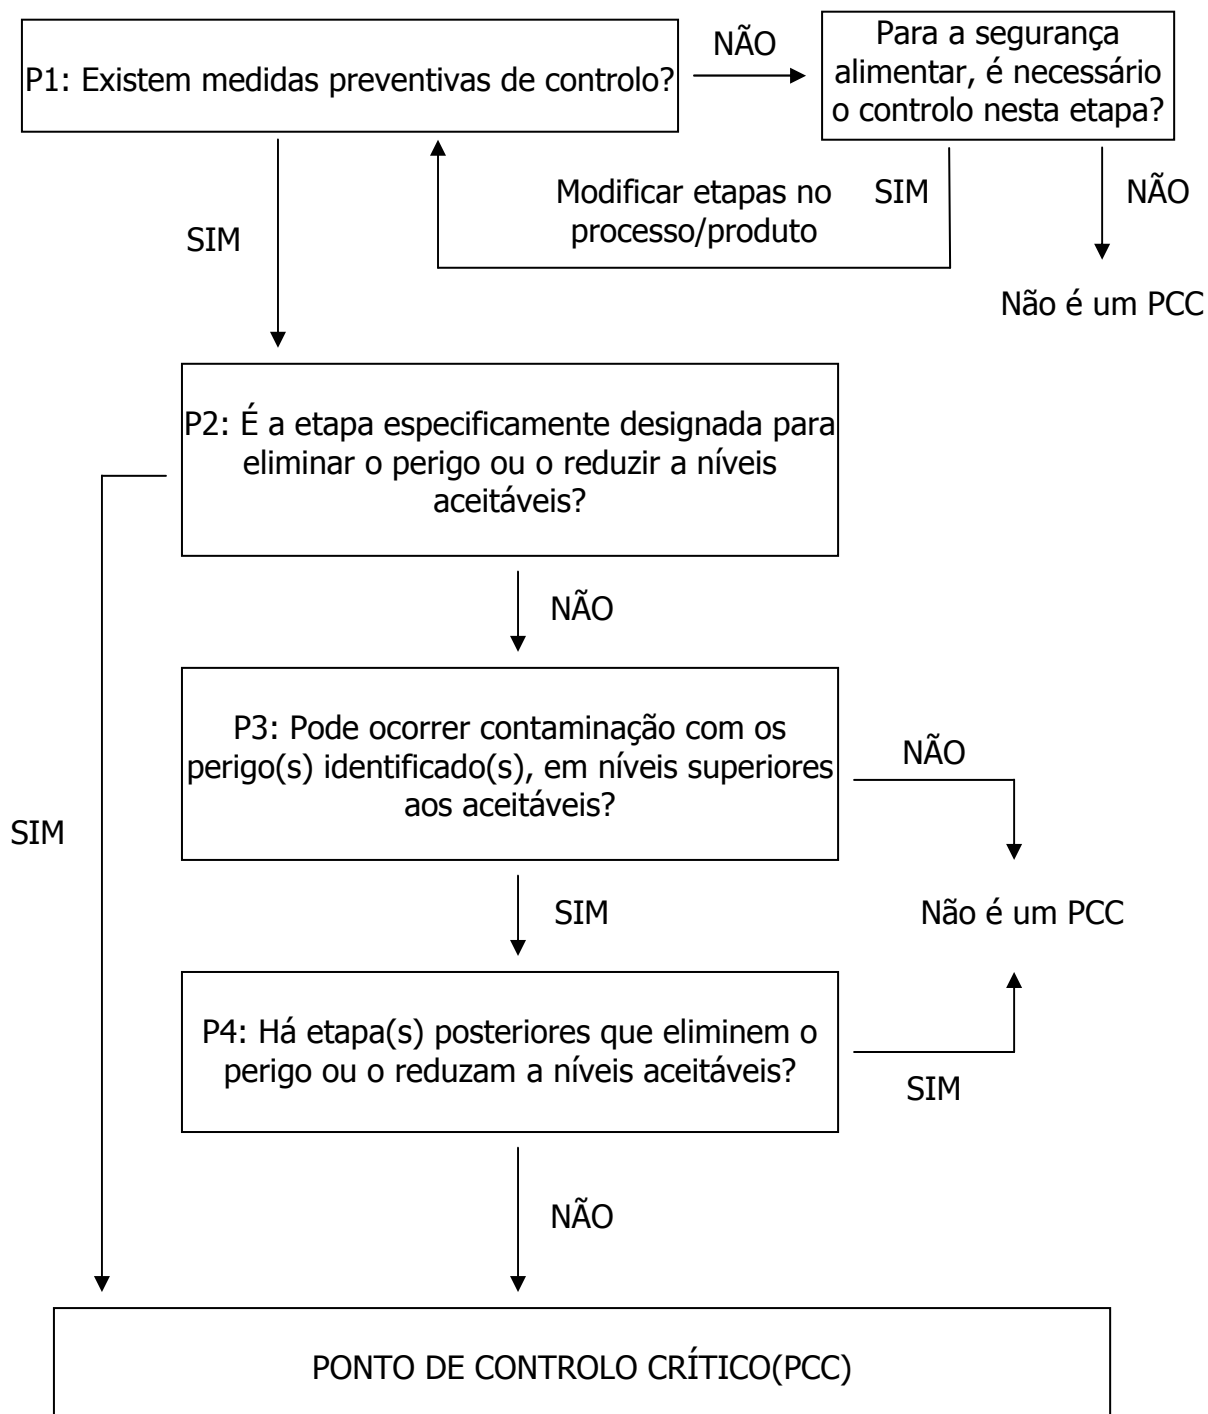 P1: Existem medidas preventivas de controlo?
NÃO
Para a segurança
alimentar, é necessário
o controlo nesta etapa?
SIM
Modificar etapas no
processo/produto
SIM
NÃO
Não é um PCC
P2: É a etapa especificamente designada para
eliminar o perigo ou o reduzir a níveis
aceitáveis?
NÃO
P3: Pode ocorrer contaminação com os
perigo(s) identificado(s), em níveis superiores
aos aceitáveis?
NÃO
SIM
SIM
Não é um PCC
P4: Há etapa(s) posteriores que eliminem o
perigo ou o reduzam a níveis aceitáveis?
SIM
NÃO
PONTO DE CONTROLO CRÍTICO(PCC)